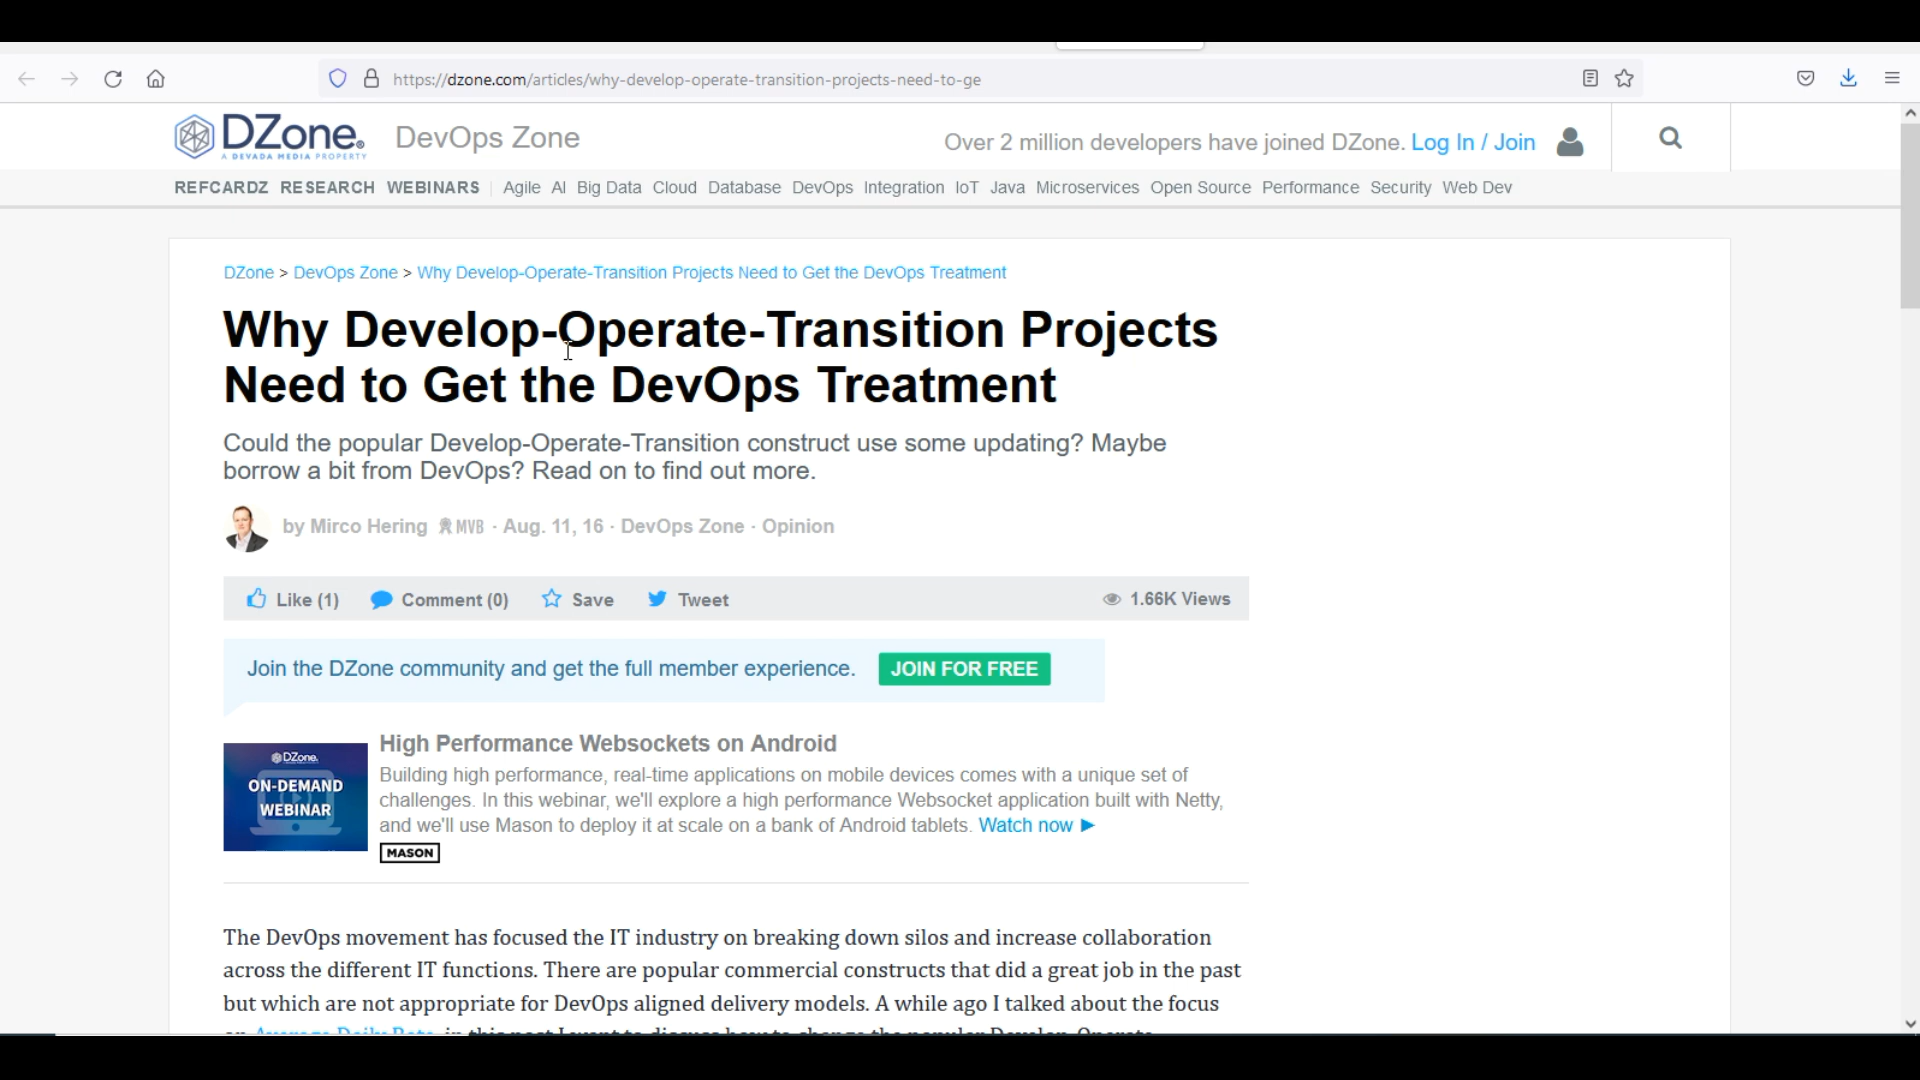 https://dzone.com/articles/why-develop-operate-transition-projects-need-to-ge
DZone.
A DEVADA MEDIA PROPERTY
DevOps Zone
Over 2 million developers have joined DZone. Log In / Join
REFCARDZ RESEARCH WEBINARS Agile AI Big Data Cloud Database DevOps Integration IoT Java Microservices Open Source Performance Security Web Dev
DZone > DevOps Zone > Why Develop-Operate-Transition Projects Need to Get the DevOps Treatment
Why Develop-Operate-Transition Projects
Need to Get the DevOps Treatment
Could the popular Develop-Operate-Transition construct use some updating? Maybe
borrow a bit from DevOps? Read on to find out more.
by Mirco Hering MVB · Aug. 11, 16 · DevOps Zone · Opinion
Like (1) Comment (0) Save Tweet 1.66K Views
Join the DZone community and get the full member experience. JOIN FOR FREE
DZone.
ON-DEMAND
WEBINAR
High Performance Websockets on Android
Building high performance, real-time applications on mobile devices comes with a unique set of
challenges. In this webinar, we'll explore a high performance Websocket application built with Netty,
and we'll use Mason to deploy it at scale on a bank of Android tablets. Watch now ▶
MASON
The DevOps movement has focused the IT industry on breaking down silos and increase collaboration
across the different IT functions. There are popular commercial constructs that did a great job in the past
but which are not appropriate for DevOps aligned delivery models. A while ago I talked about the focus